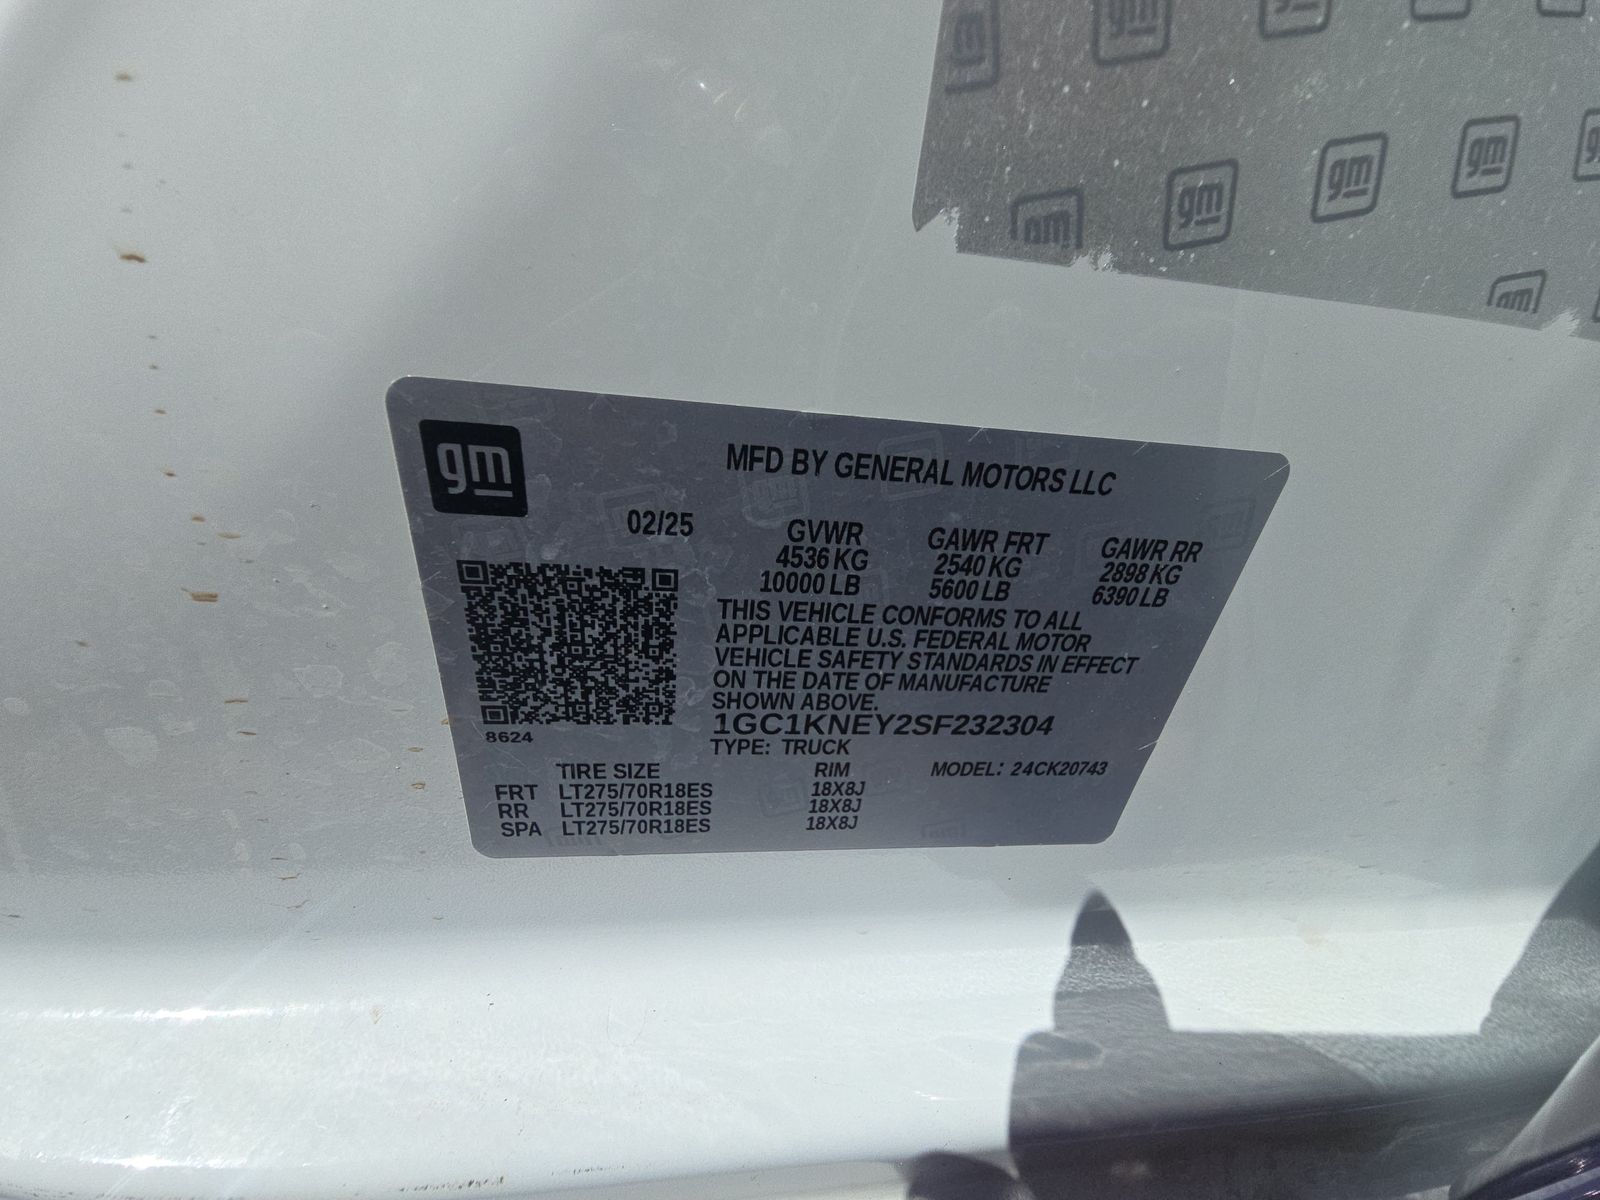 gm
gm
gm
gm
gm
gm
gm
gm MFD BY GENERAL MOTORS LLC
02/25 GVWR GAWR FRT GAWR RR
4536 KG 2540 KG 2898 KG
10000 LB 5600 LB 6390 LB
THIS VEHICLE CONFORMS TO ALL
APPLICABLE U.S. FEDERAL MOTOR
VEHICLE SAFETY STANDARDS IN EFFECT
ON THE DATE OF MANUFACTURE
SHOWN ABOVE.
1GC1KNEY2SF232304
8624 TYPE: TRUCK
TIRE SIZE RIM MODEL: 24CK20743
FRT LT275/70R18ES 18X8J
RR LT275/70R18ES 18X8J
SPA LT275/70R18ES 18X8J